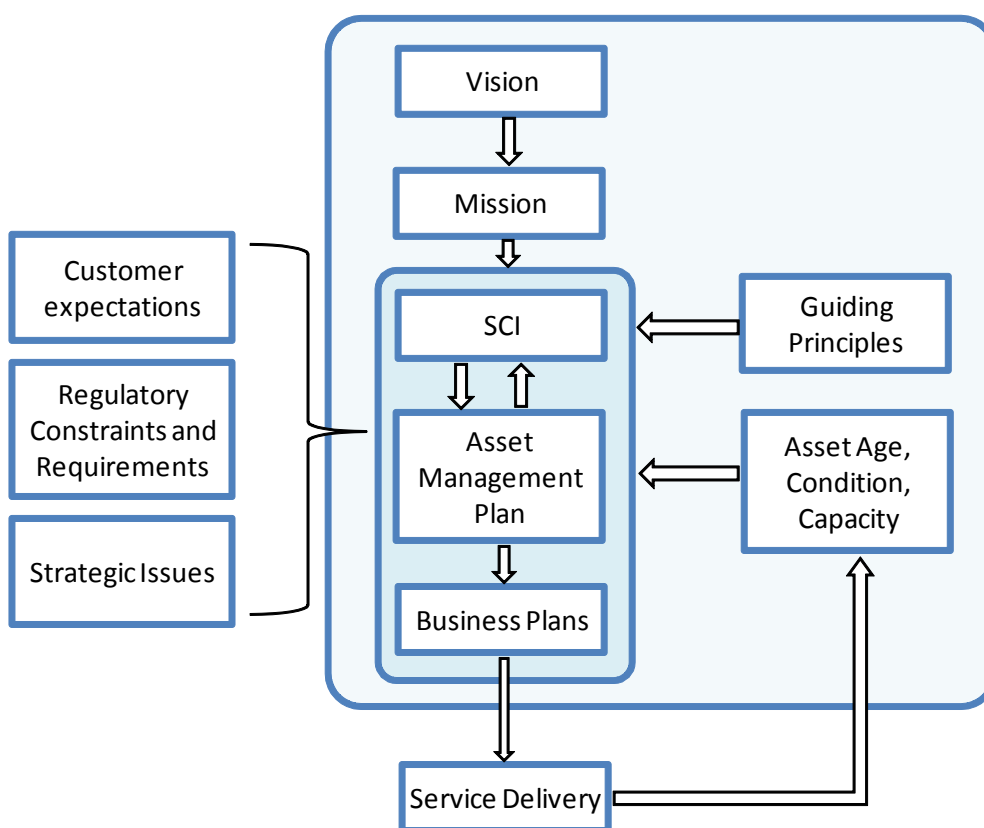 Vision
Mission
Customer
expectations
Regulatory
Constraints and
Requirements
Strategic Issues
SCI
Asset
Management
Plan
Business Plans
Guiding
Principles
Asset Age,
Condition,
Capacity
Service Delivery